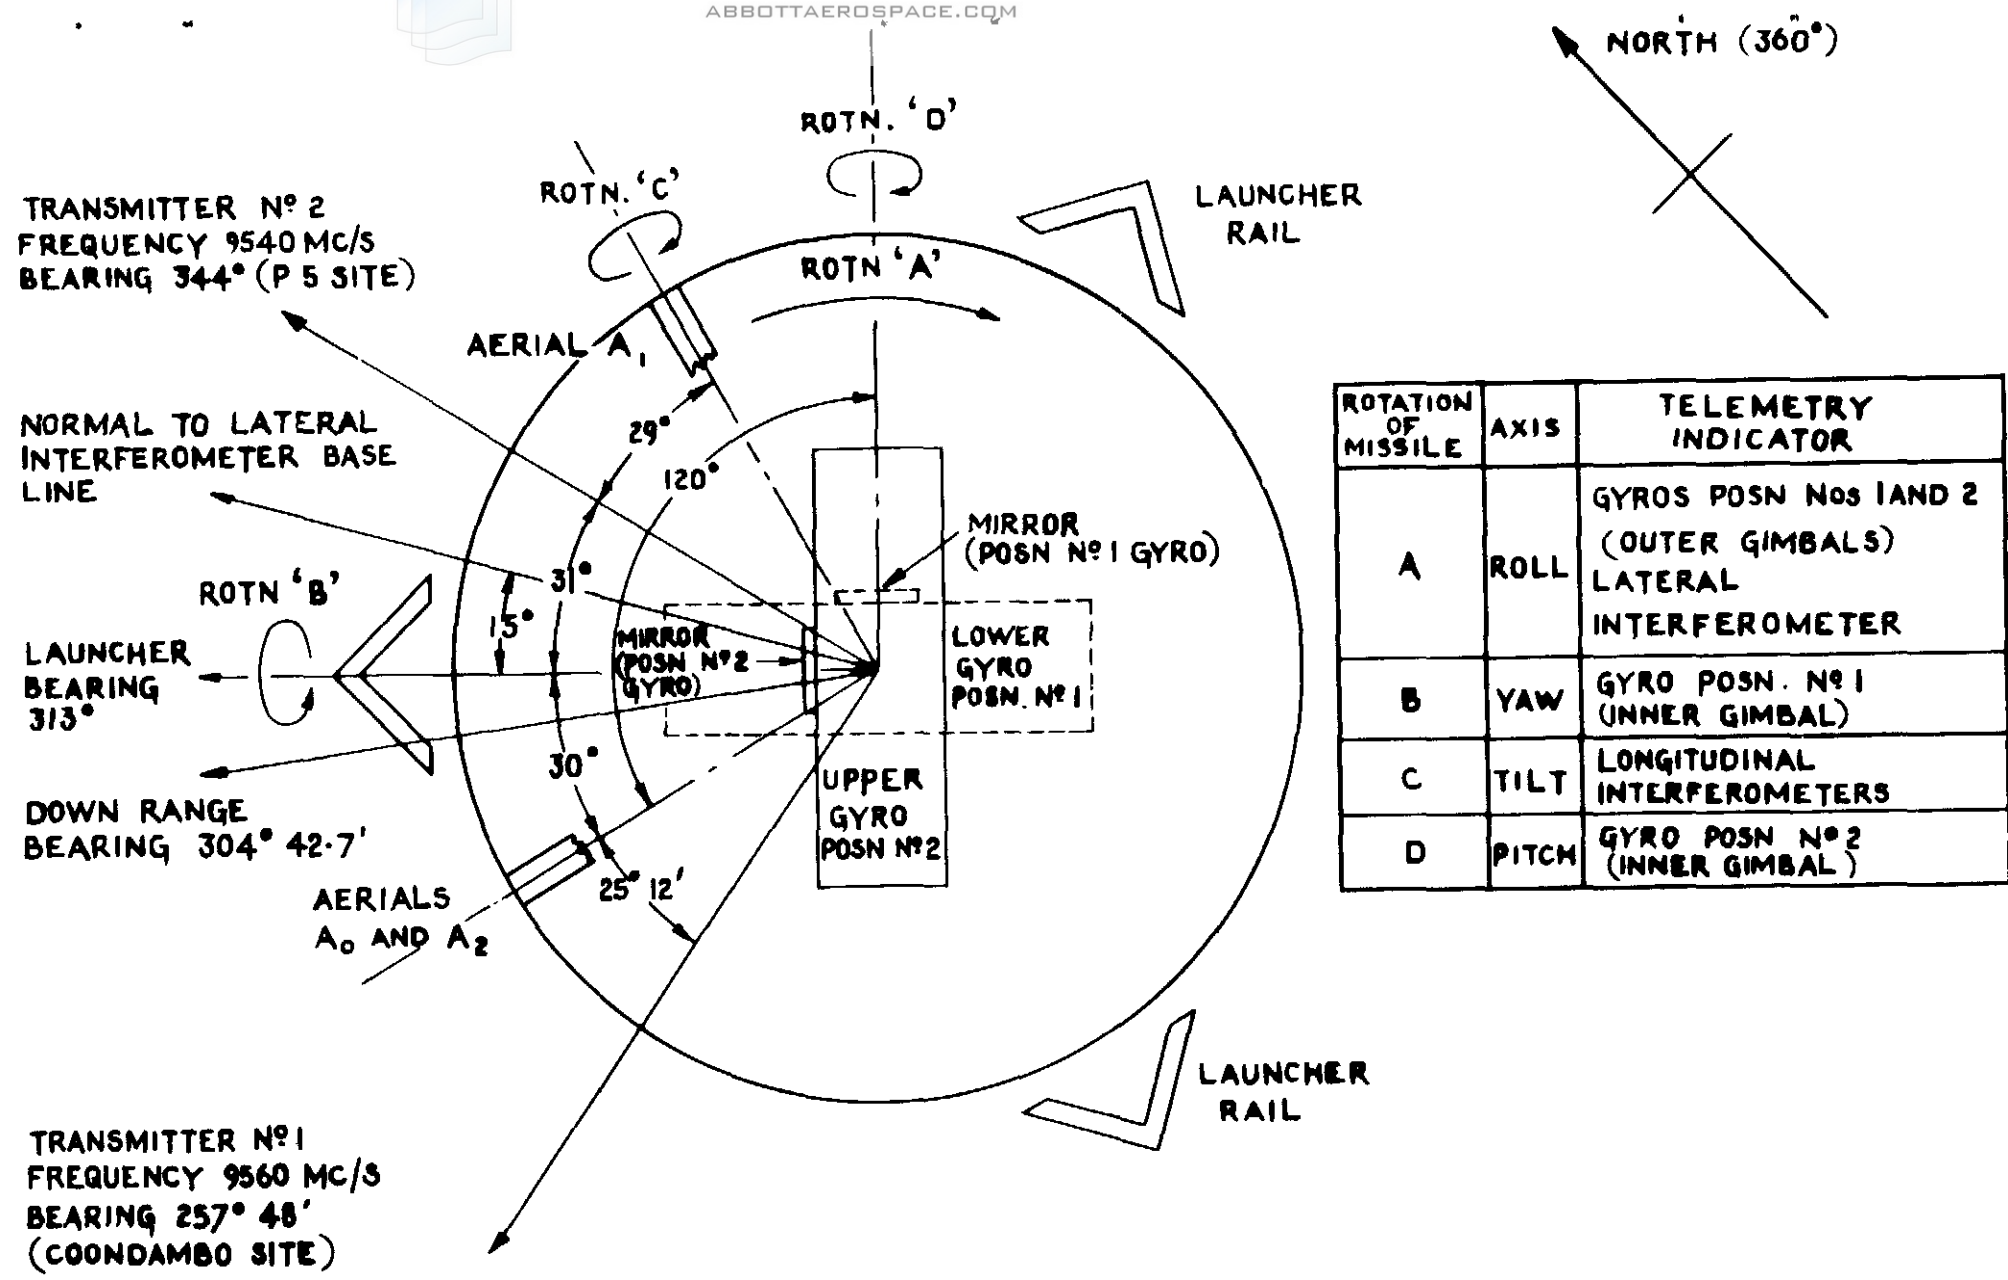 ABBOTTAEROSPACE.COM
NORTH (360°)
ROTN. 'D'
ROTN. 'C'
LAUNCHER
RAIL
TRANSMITTER Nº 2
FREQUENCY 9540 MC/S
BEARING 344° (P 5 SITE)
ROTN 'A'
AERIAL A1
NORMAL TO LATERAL
INTERFEROMETER BASE
LINE
29°
120°
MIRROR
(POSN Nº 1 GYRO)
31°
15°
ROTN 'B'
LAUNCHER
BEARING
313°
MIRROR
(POSN Nº 2
GYRO)
LOWER
GYRO
POSN. Nº 1
30°
DOWN RANGE
BEARING 304° 42·7'
UPPER
GYRO
POSN Nº 2
25° 12'
AERIALS
A0 AND A2
LAUNCHER
RAIL
TRANSMITTER Nº 1
FREQUENCY 9560 MC/S
BEARING 257° 48'
(COONDAMBO SITE)
ROTATION
OF
MISSILE
AXIS
TELEMETRY
INDICATOR
A
ROLL
GYROS POSN Nos 1 AND 2
(OUTER GIMBALS)
LATERAL
INTERFEROMETER
B
YAW
GYRO POSN. Nº 1
(INNER GIMBAL)
C
TILT
LONGITUDINAL
INTERFEROMETERS
D
PITCH
GYRO POSN Nº 2
(INNER GIMBAL)